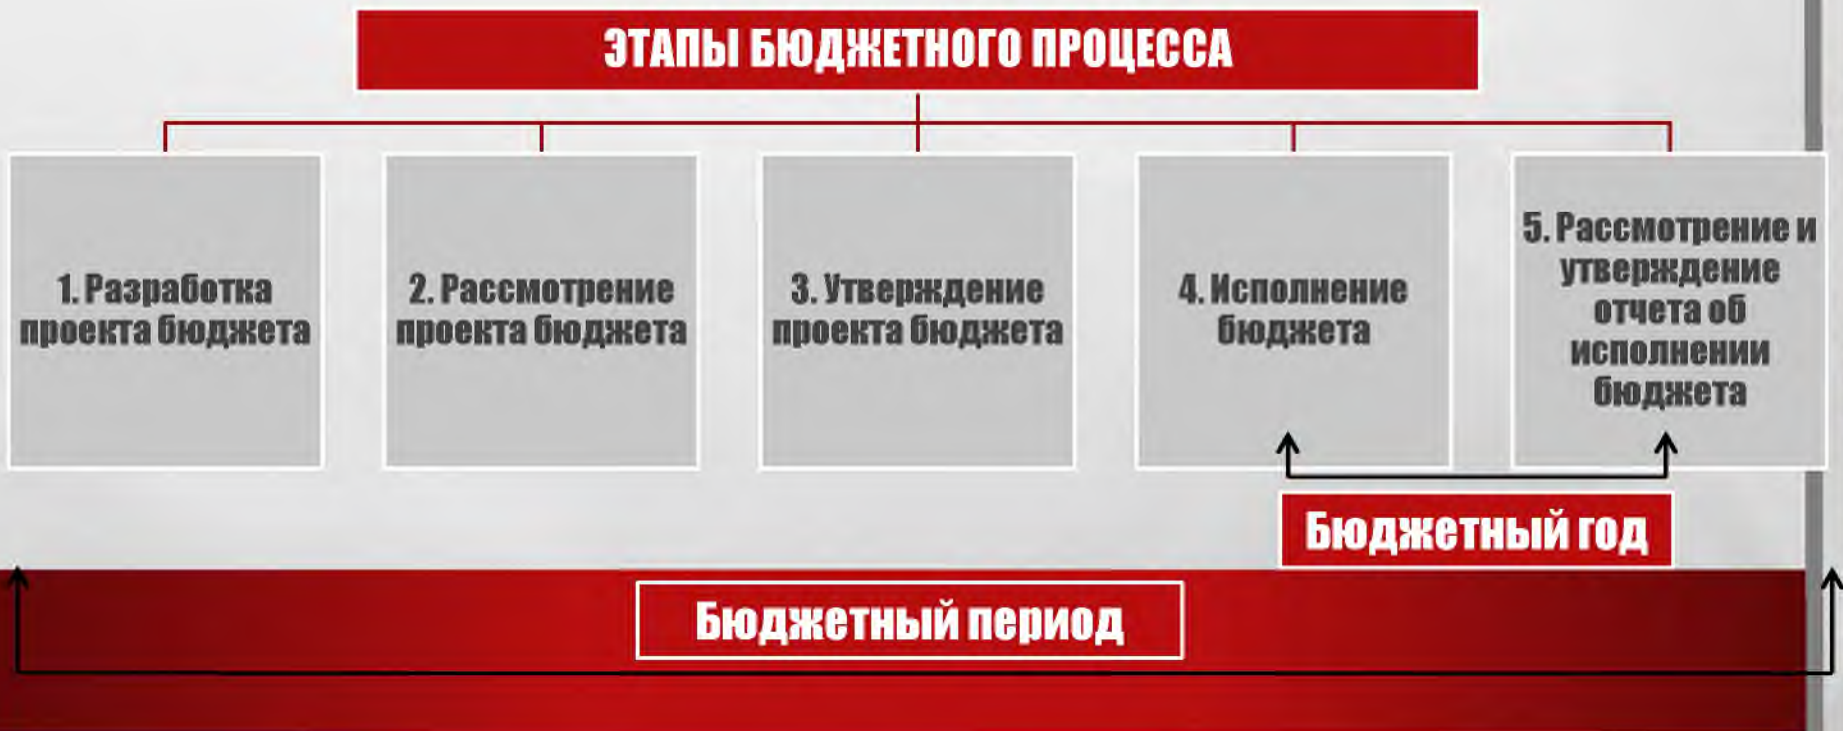 ЭТАПЫ БЮДЖЕТНОГО ПРОЦЕССА
1. Разработка
проекта бюджета
2. Рассмотрение
проекта бюджета
3. Утверждение
проекта бюджета
4. Исполнение
бюджета
5. Рассмотрение и
утверждение
отчета об
исполнении
бюджета
Бюджетный год
Бюджетный период